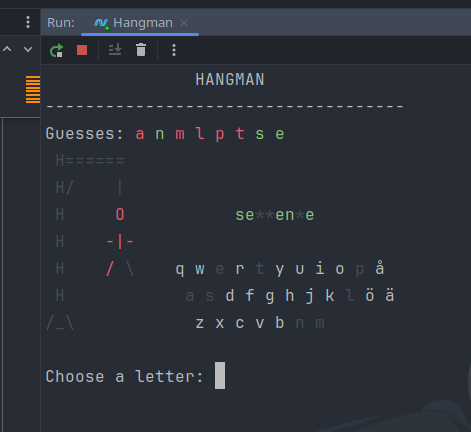 Run: Hangman ×
HANGMAN
------------------------------------
Guesses: a n m l p t s e
H======
H/    |
H     O            se**en*e
H    -|-
H    / \    q w e r t y u i o p å
H            a s d f g h j k l ö ä
/_\            z x c v b n m
Choose a letter: